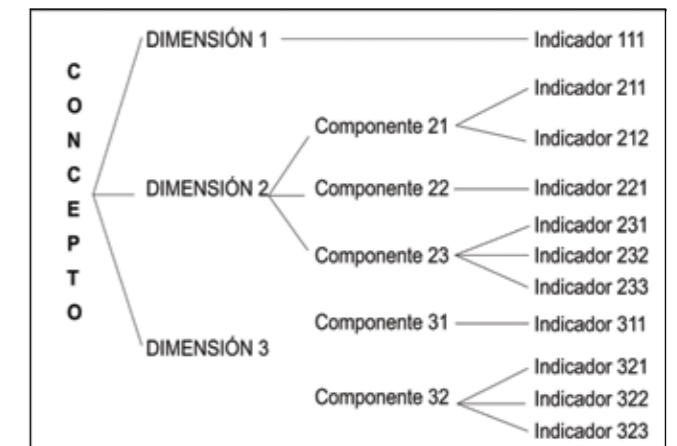 CONCEPTO
DIMENSIÓN 1
Indicador 111
DIMENSIÓN 2
Componente 21
Indicador 211
Indicador 212
Componente 22
Indicador 221
Componente 23
Indicador 231
Indicador 232
Indicador 233
DIMENSIÓN 3
Componente 31
Indicador 311
Componente 32
Indicador 321
Indicador 322
Indicador 323